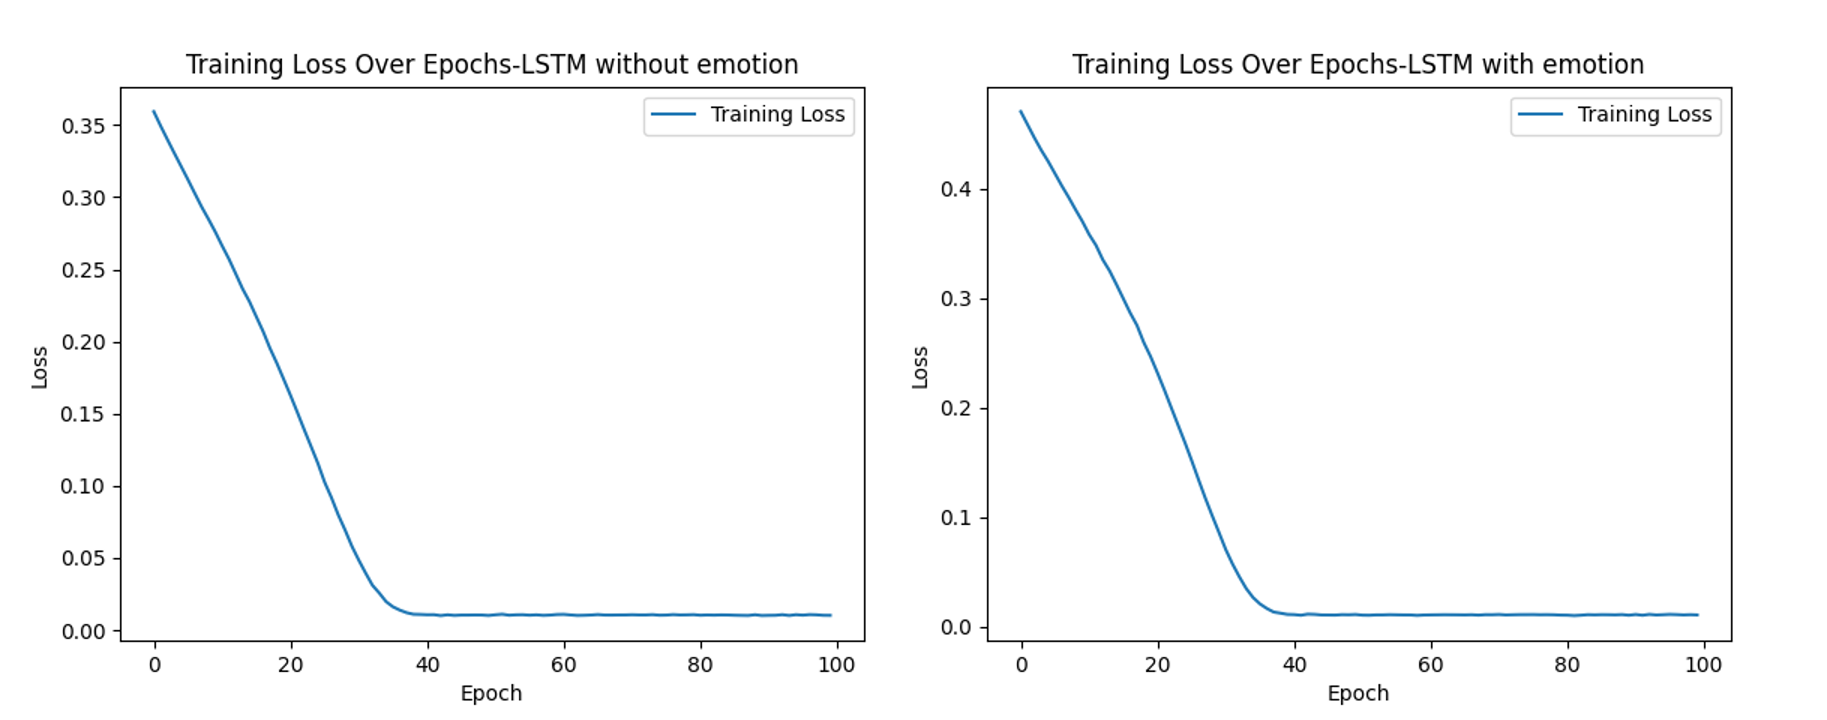 Training Loss Over Epochs-LSTM without emotion
Training Loss
0.35
0.30
0.25
0.20
0.15
0.10
0.05
0.00
Loss
0 20 40 60 80 100
Epoch
Training Loss Over Epochs-LSTM with emotion
Training Loss
0.4
0.3
0.2
0.1
0.0
Loss
0 20 40 60 80 100
Epoch